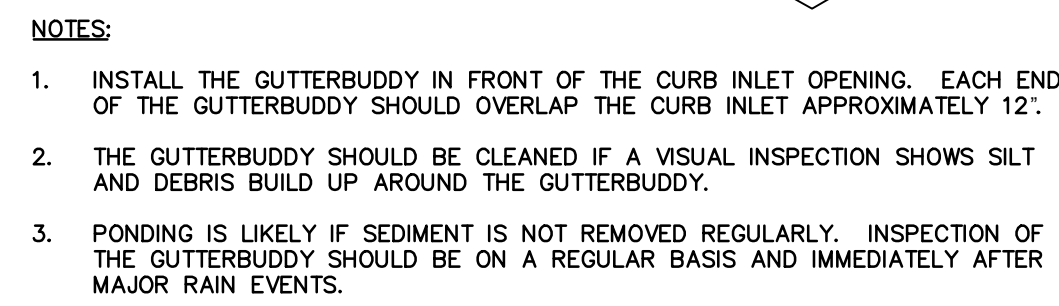 NOTES:
1. INSTALL THE GUTTERBUDDY IN FRONT OF THE CURB INLET OPENING. EACH END
OF THE GUTTERBUDDY SHOULD OVERLAP THE CURB INLET APPROXIMATELY 12".
2. THE GUTTERBUDDY SHOULD BE CLEANED IF A VISUAL INSPECTION SHOWS SILT
AND DEBRIS BUILD UP AROUND THE GUTTERBUDDY.
3. PONDING IS LIKELY IF SEDIMENT IS NOT REMOVED REGULARLY. INSPECTION OF
THE GUTTERBUDDY SHOULD BE ON A REGULAR BASIS AND IMMEDIATELY AFTER
MAJOR RAIN EVENTS.